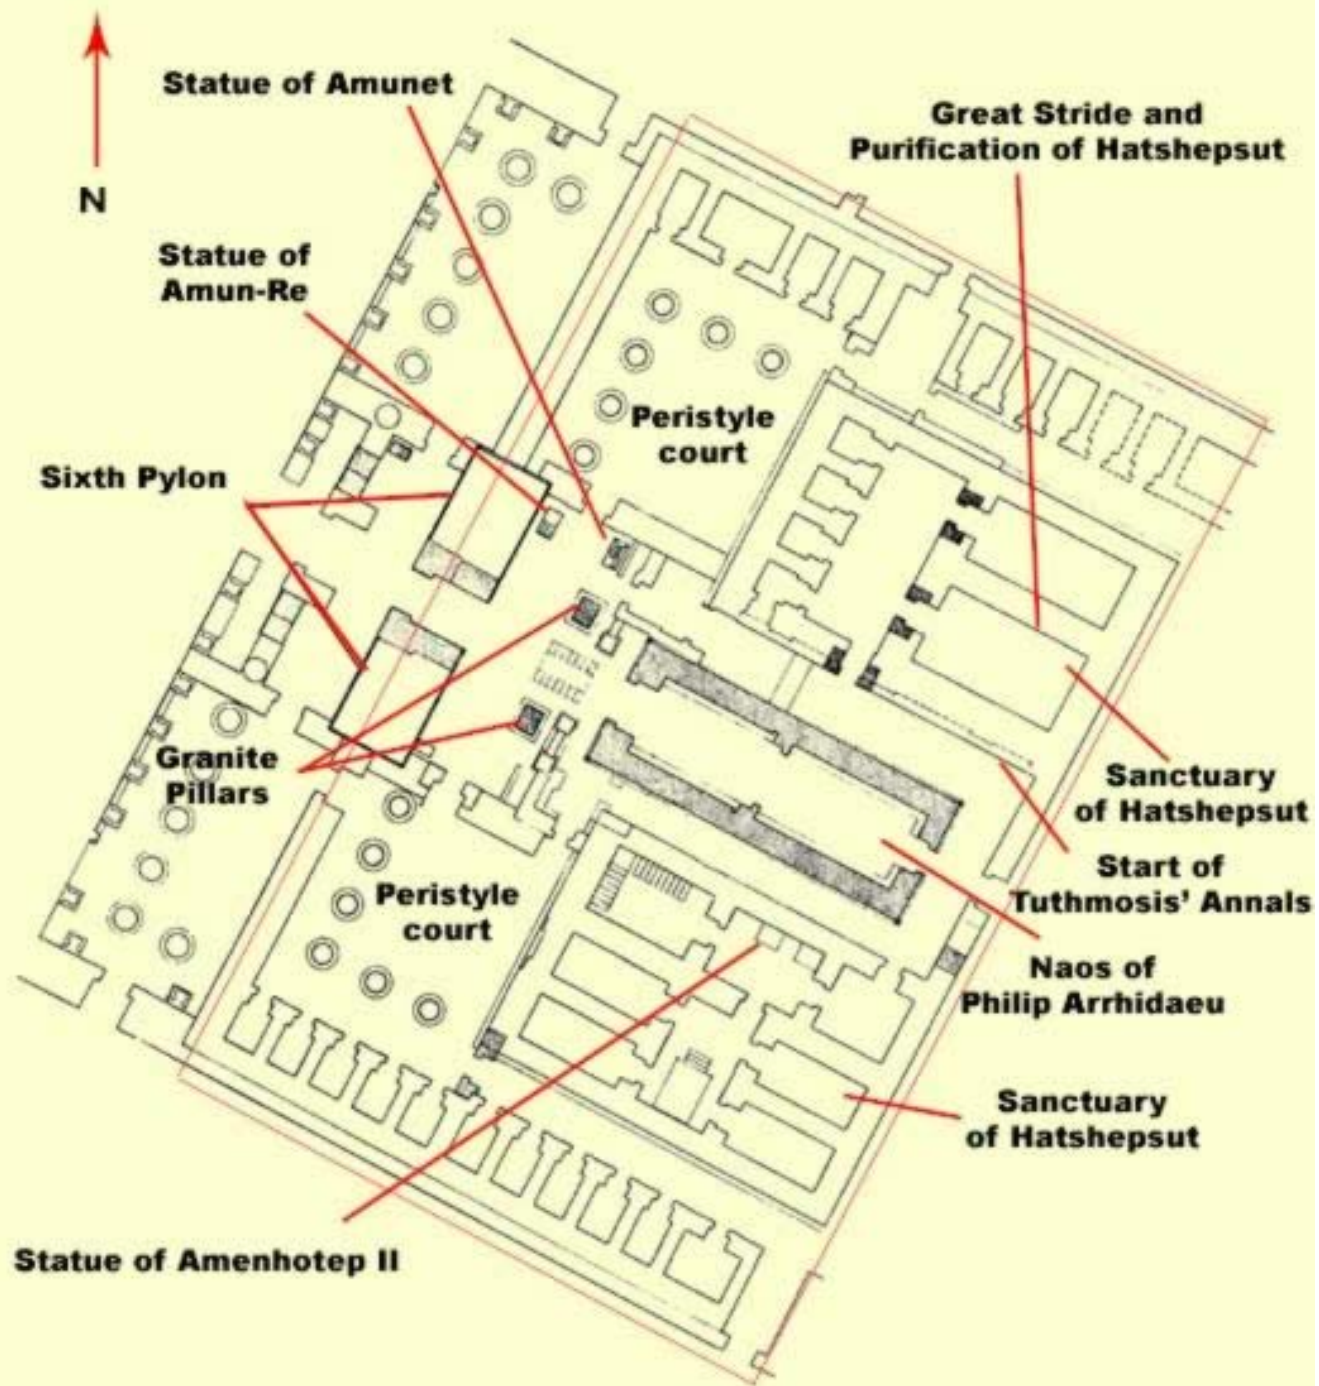 Statue of Amunet
Great Stride and
Purification of Hatshepsut
N
Statue of
Amun-Re
Peristyle
court
Sixth Pylon
Granite
Pillars
Sanctuary
of Hatshepsut
Start of
Tuthmosis' Annals
Peristyle
court
Naos of
Philip Arrhidaeu
Sanctuary
of Hatshepsut
Statue of Amenhotep II